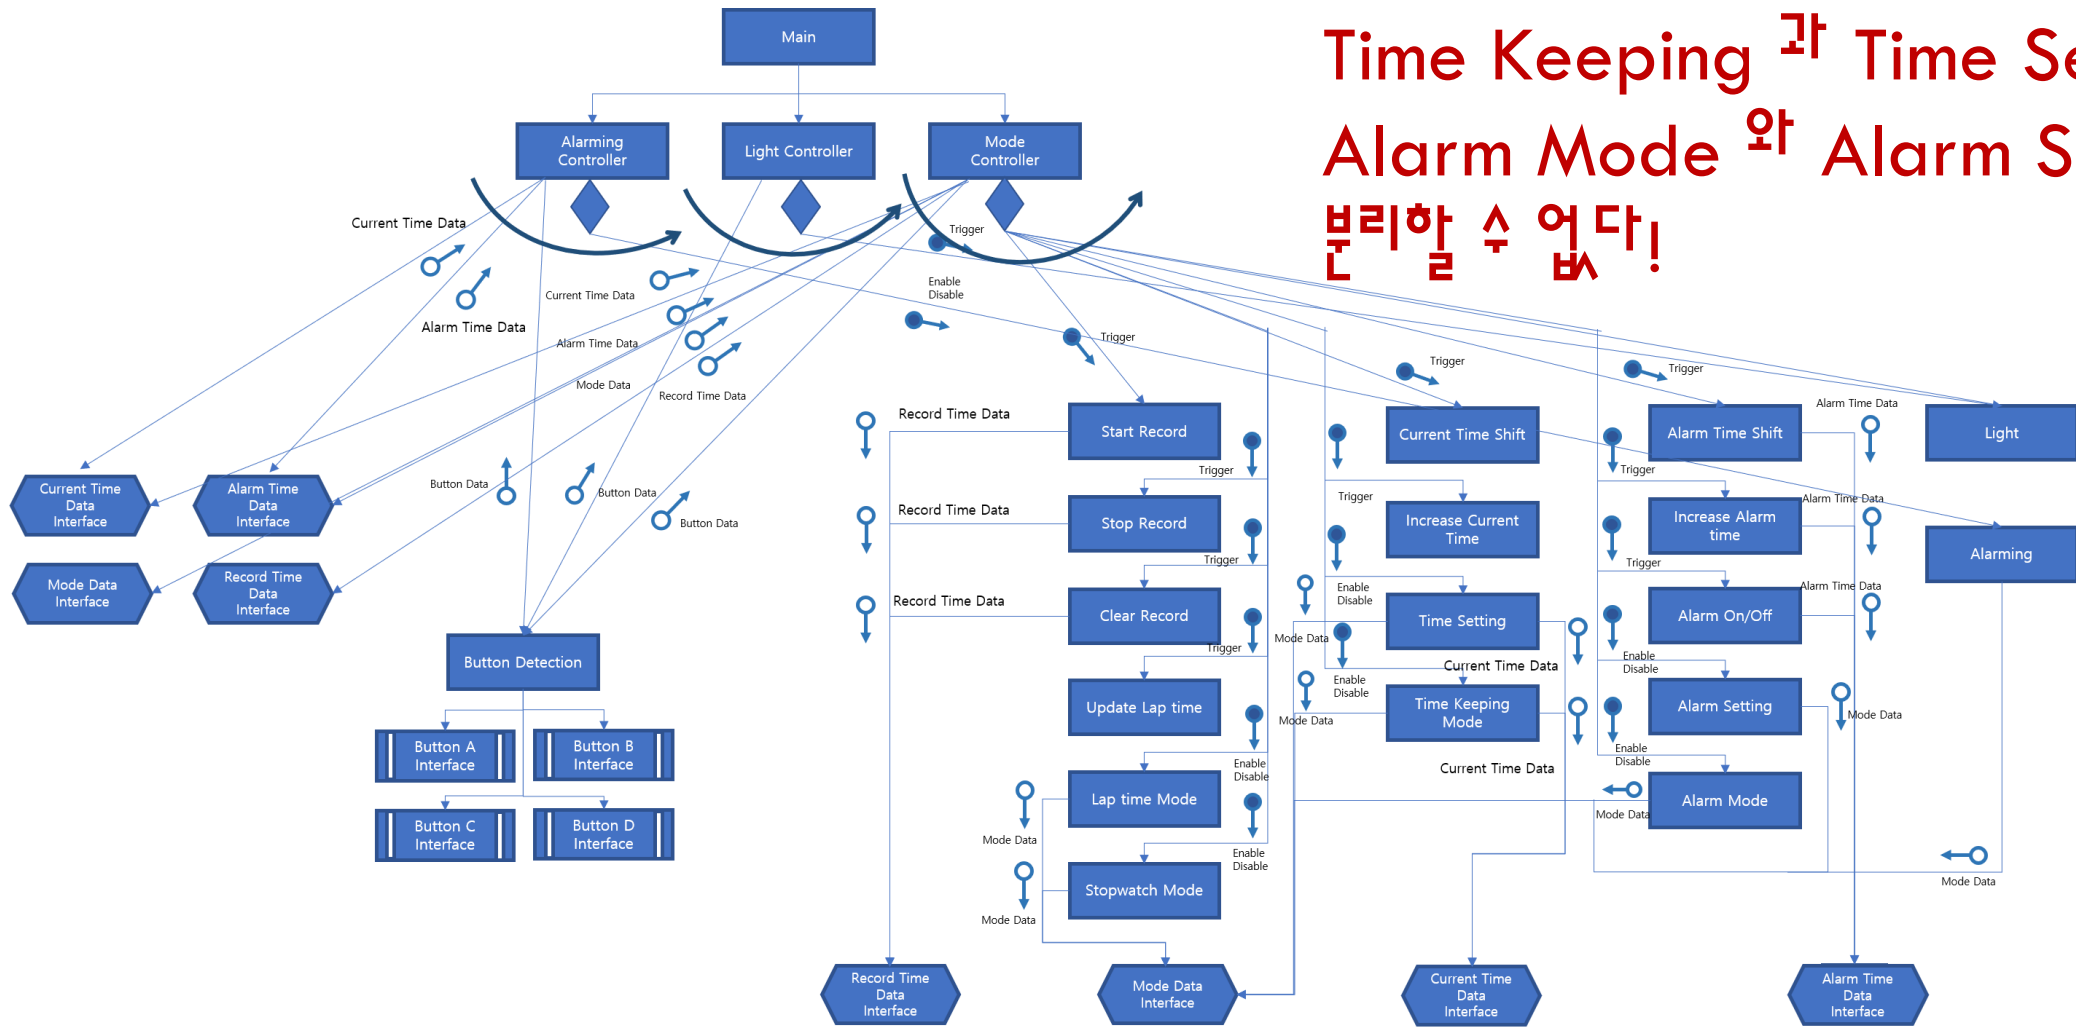 Main
Time Keeping 과 Time Se
Alarm Mode 와 Alarm S
분리할 수 없다!
Alarming
Controller
Light Controller
Mode
Controller
Current Time Data
Trigger
Enable
Disable
Current Time Data
Alarm Time Data
Alarm Time Data
Mode Data
Record Time Data
Trigger
Trigger
Trigger
Record Time Data
Start Record
Current Time Shift
Alarm Time Shift
Alarm Time Data
Light
Current Time
Data
Interface
Alarm Time
Data
Interface
Button Data
Button Data
Button Data
Trigger
Trigger
Trigger
Record Time Data
Stop Record
Increase Current
Time
Increase Alarm
time
Alarm Time Data
Alarming
Mode Data
Interface
Record Time
Data
Interface
Trigger
Enable
Disable
Trigger
Record Time Data
Clear Record
Time Setting
Alarm On/Off
Alarm Time Data
Button Detection
Trigger
Mode Data
Enable
Disable
Current Time Data
Enable
Disable
Update Lap time
Mode Data
Time Keeping
Mode
Alarm Setting
Mode Data
Button A
Interface
Button B
Interface
Enable
Disable
Current Time Data
Enable
Disable
Lap time Mode
Alarm Mode
Mode Data
Button C
Interface
Button D
Interface
Mode Data
Enable
Disable
Stopwatch Mode
Mode Data
Mode Data
Record Time
Data
Interface
Mode Data
Interface
Current Time
Data
Interface
Alarm Time
Data
Interface